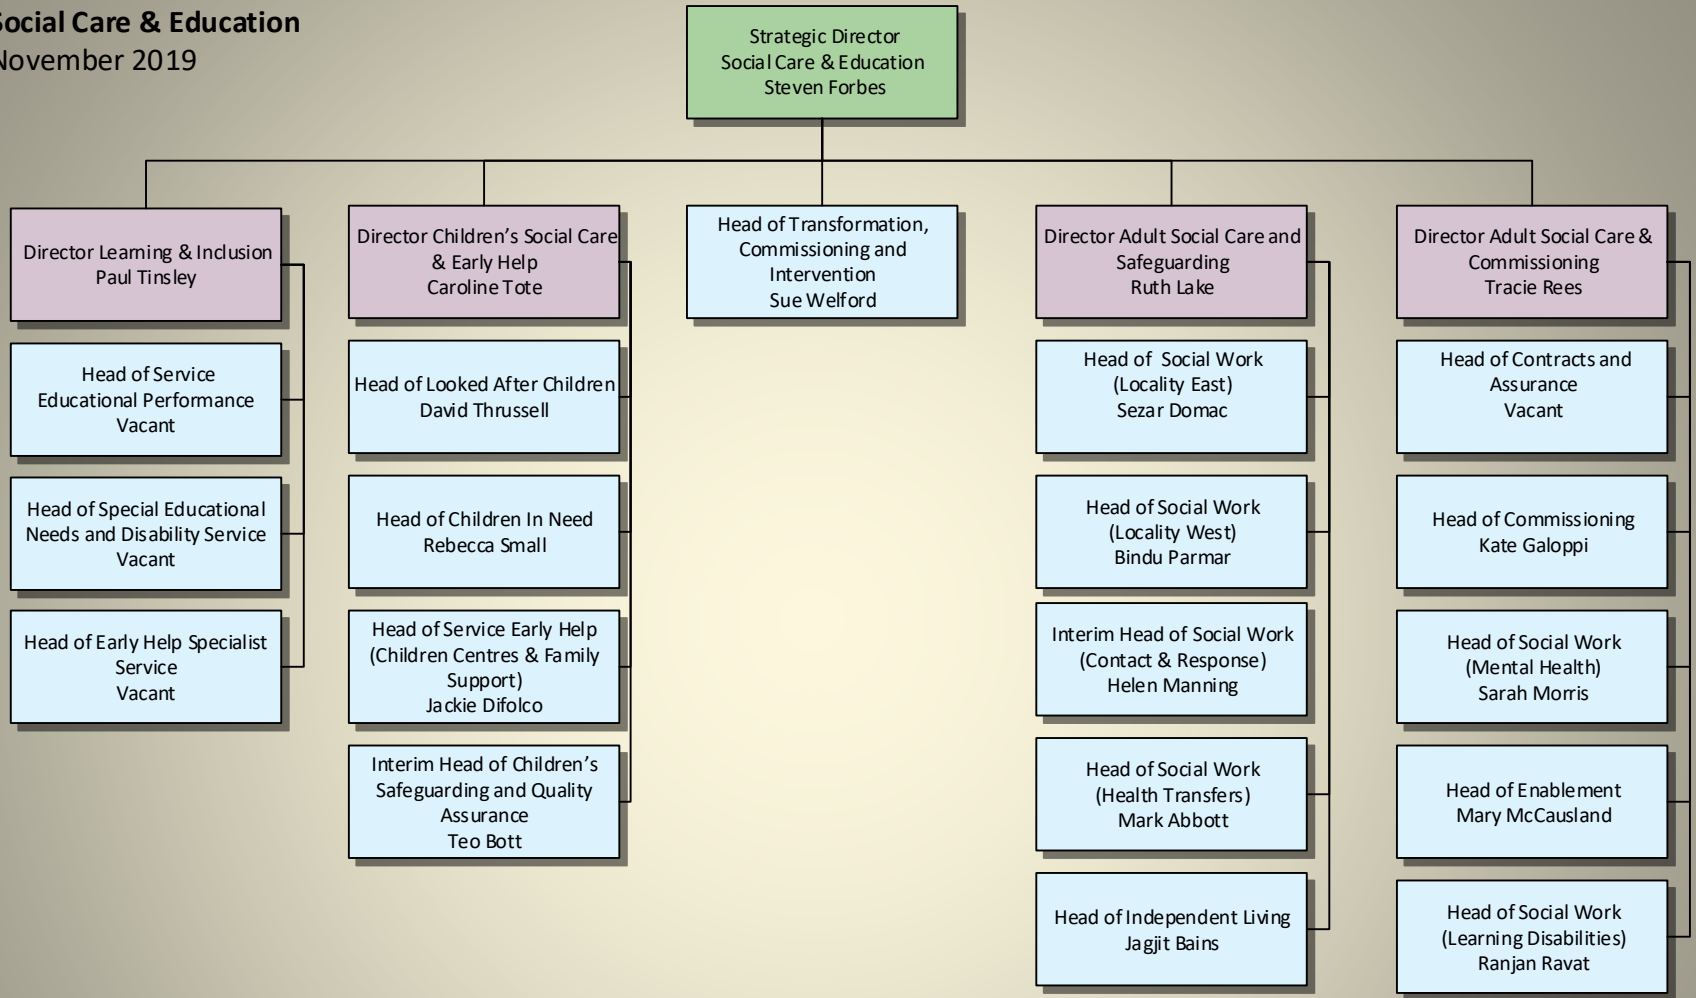 Social Care & Education
November 2019
Strategic Director
Social Care & Education
Steven Forbes
Director Learning & Inclusion
Paul Tinsley
Head of Service
Educational Performance
Vacant
Head of Special Educational
Needs and Disability Service
Vacant
Head of Early Help Specialist
Service
Vacant
Director Children’s Social Care
& Early Help
Caroline Tote
Head of Looked After Children
David Thrussell
Head of Children In Need
Rebecca Small
Head of Service Early Help
(Children Centres & Family
Support)
Jackie Difolco
Interim Head of Children’s
Safeguarding and Quality
Assurance
Teo Bott
Head of Transformation,
Commissioning and
Intervention
Sue Welford
Director Adult Social Care and
Safeguarding
Ruth Lake
Head of Social Work
(Locality East)
Sezar Domac
Head of Social Work
(Locality West)
Bindu Parmar
Interim Head of Social Work
(Contact & Response)
Helen Manning
Head of Social Work
(Health Transfers)
Mark Abbott
Head of Independent Living
Jagjit Bains
Director Adult Social Care &
Commissioning
Tracie Rees
Head of Contracts and
Assurance
Vacant
Head of Commissioning
Kate Galoppi
Head of Social Work
(Mental Health)
Sarah Morris
Head of Enablement
Mary McCausland
Head of Social Work
(Learning Disabilities)
Ranjan Ravat